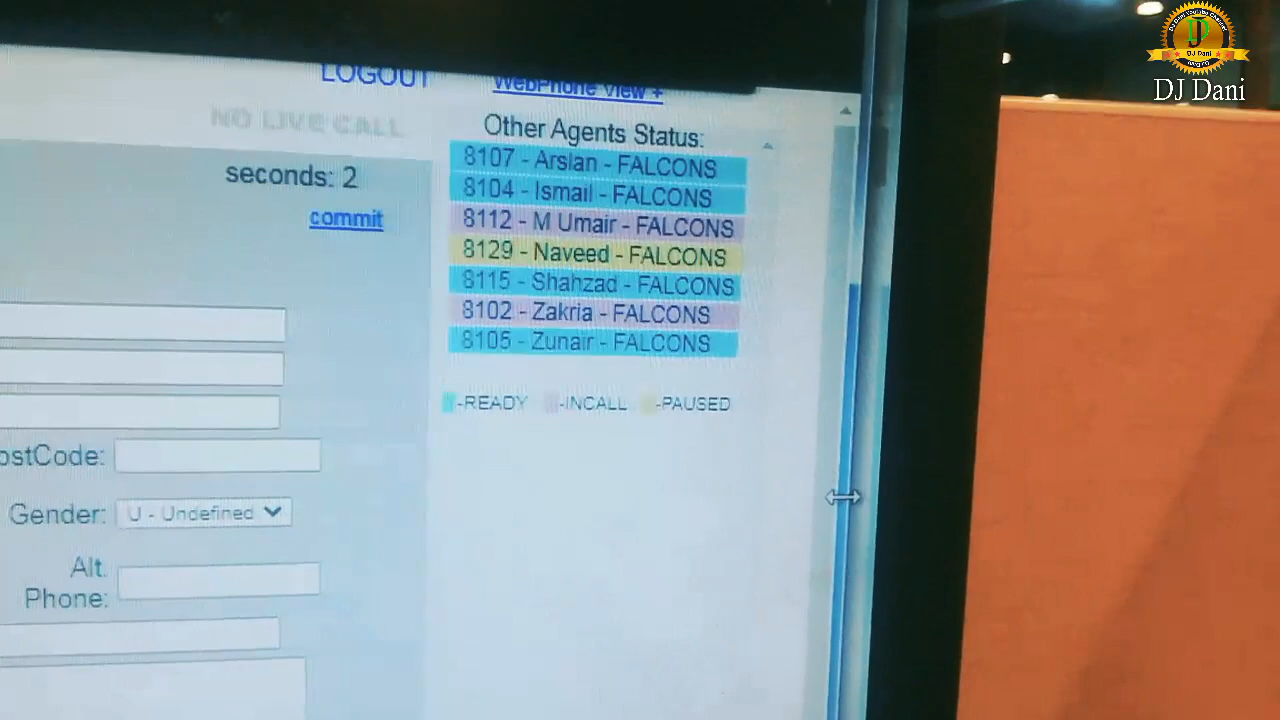 LOGOUT
WebPhone View +
NO LIVE CALL
Other Agents Status:
seconds: 2
commit
8107 - Arslan - FALCONS
8104 - Ismail - FALCONS
8112 - M Umair - FALCONS
8129 - Naveed - FALCONS
8115 - Shahzad - FALCONS
8102 - Zakria - FALCONS
8105 - Zunair - FALCONS
-READY -INCALL -PAUSED
ostCode:
Gender: U - Undefined
Alt.
Phone:
DJ Dani
DJ Dani